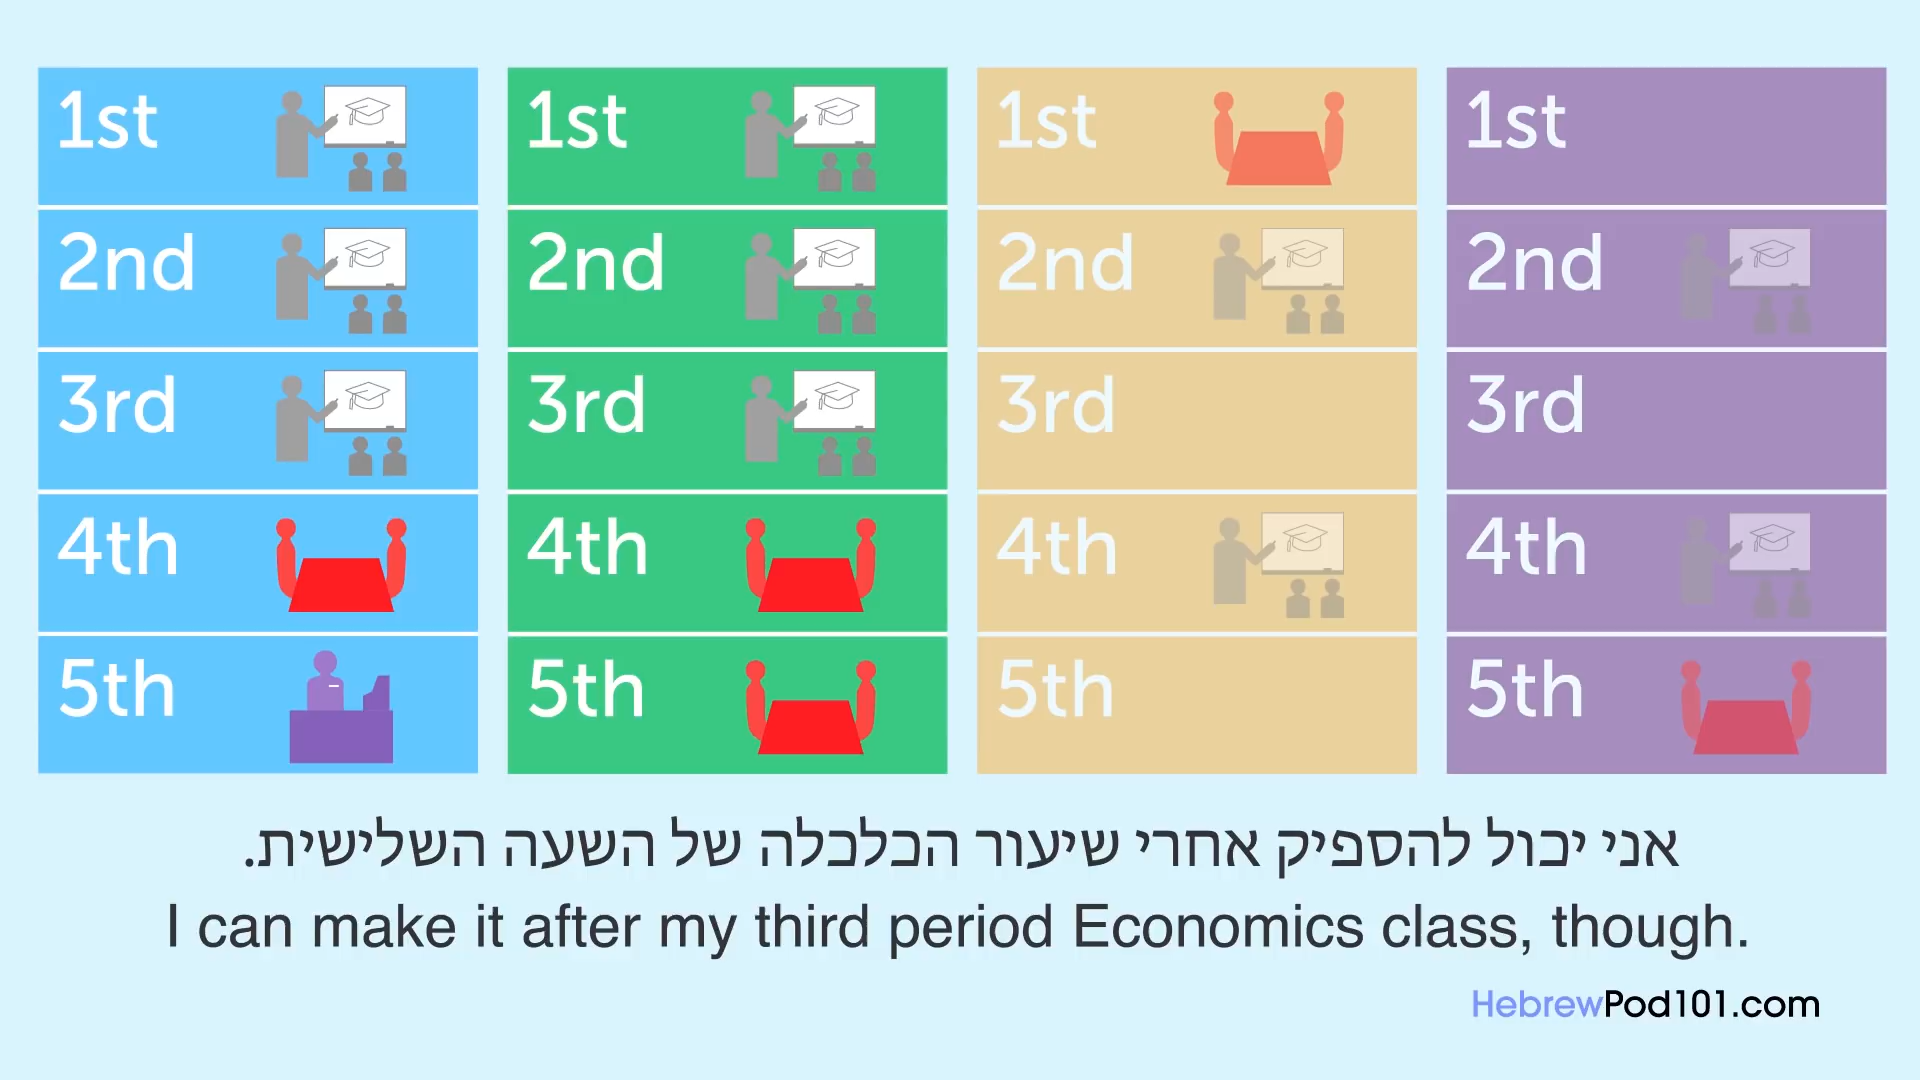 1st
2nd
3rd
4th
5th
1st
2nd
3rd
4th
5th
1st
2nd
3rd
4th
5th
1st
2nd
3rd
4th
5th
אני יכול להספיק אחרי שיעור הכלכלה של השעה השלישית.
I can make it after my third period Economics class, though.
HebrewPod101.com